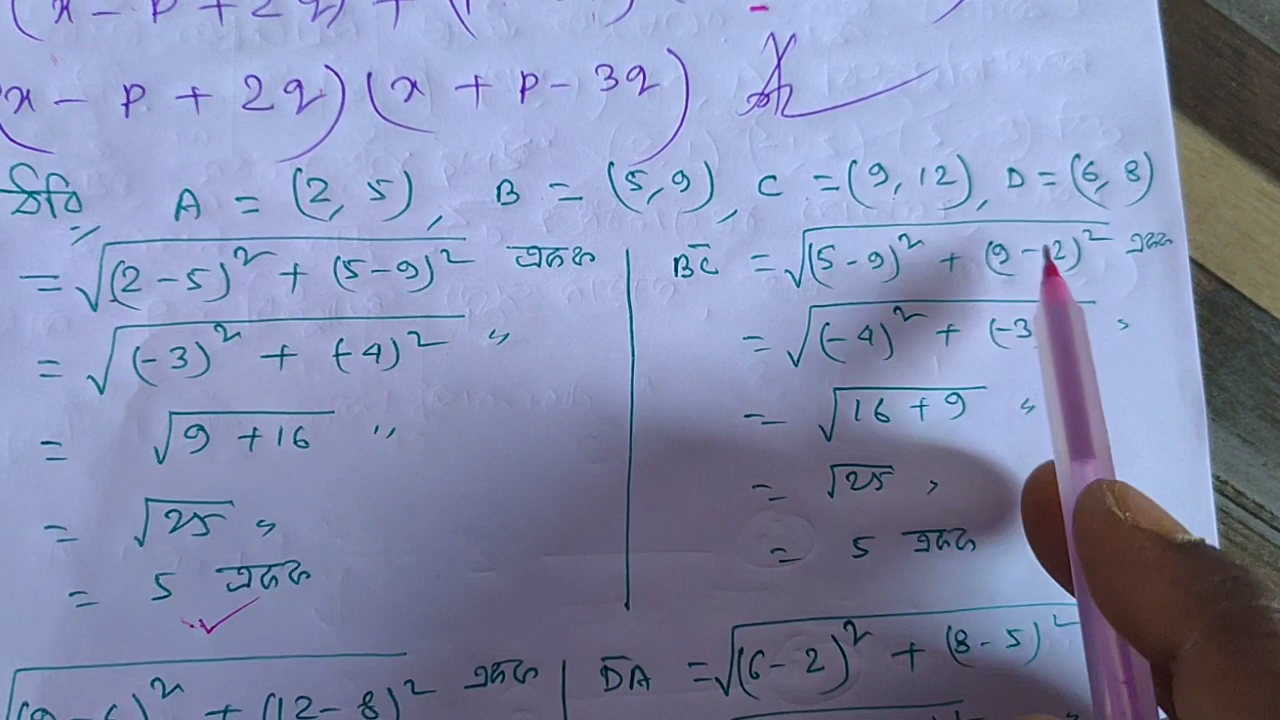 (x - p + 2q) + (
(x - p + 2q) (x + p - 3q)
A = (2, 5), B = (5, 9), C = (9, 12), D = (6, 8)
= √(2-5)² + (5-9)² একক
= √(-3)² + (-4)² "
= √9 + 16 "
= √25 "
= 5 একক
BC = √(5-9)² + (9-12)² একক
= √(-4)² + (-3 "
= √16 + 9 "
= √25 "
= 5 একক
)² + (12-8)² একক
DA = √(6-2)² + (8-5)²